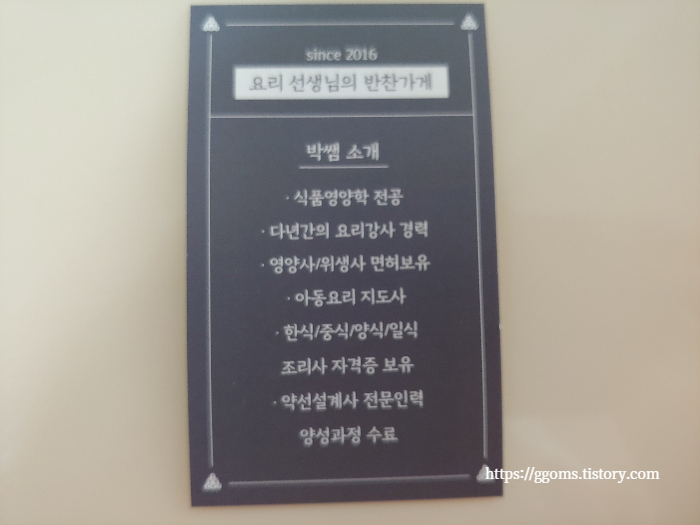 since 2016
요리 선생님의 반찬가게
박쌤 소개
· 식품영양학 전공
· 다년간의 요리강사 경력
· 영양사/위생사 면허보유
· 아동요리 지도사
· 한식/중식/양식/일식
조리사 자격증 보유
· 약선설계사 전문인력
양성과정 수료
https://ggoms.tistory.com